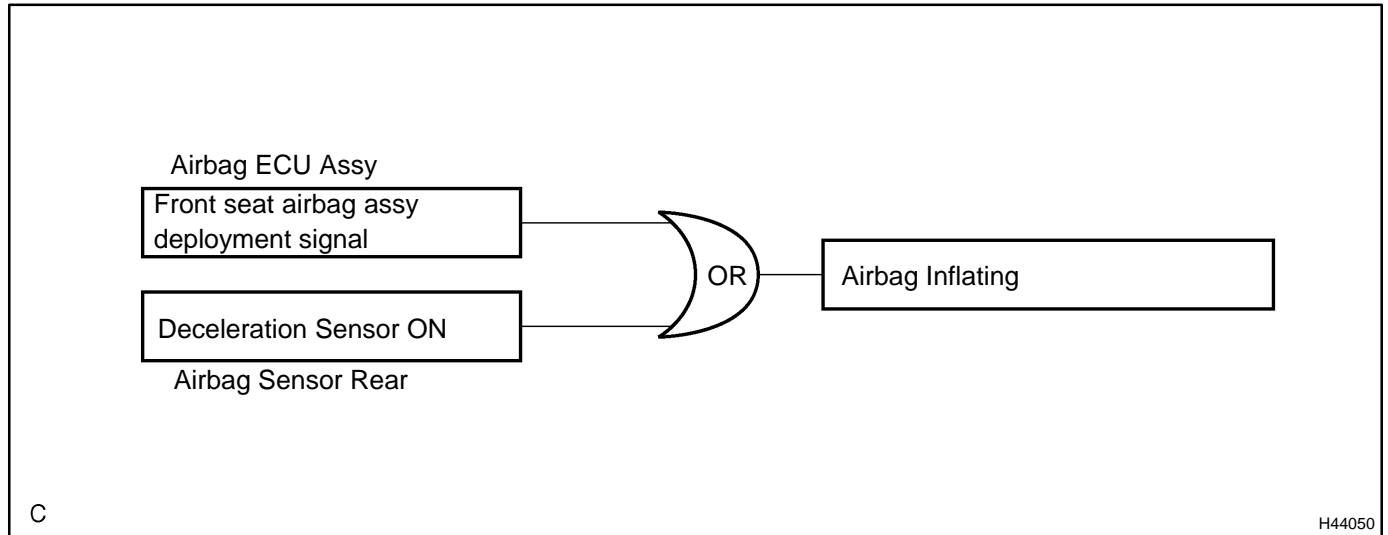 Airbag ECU Assy
Front seat airbag assy
deployment signal
OR
Airbag Inflating
Deceleration Sensor ON
Airbag Sensor Rear
C
H44050